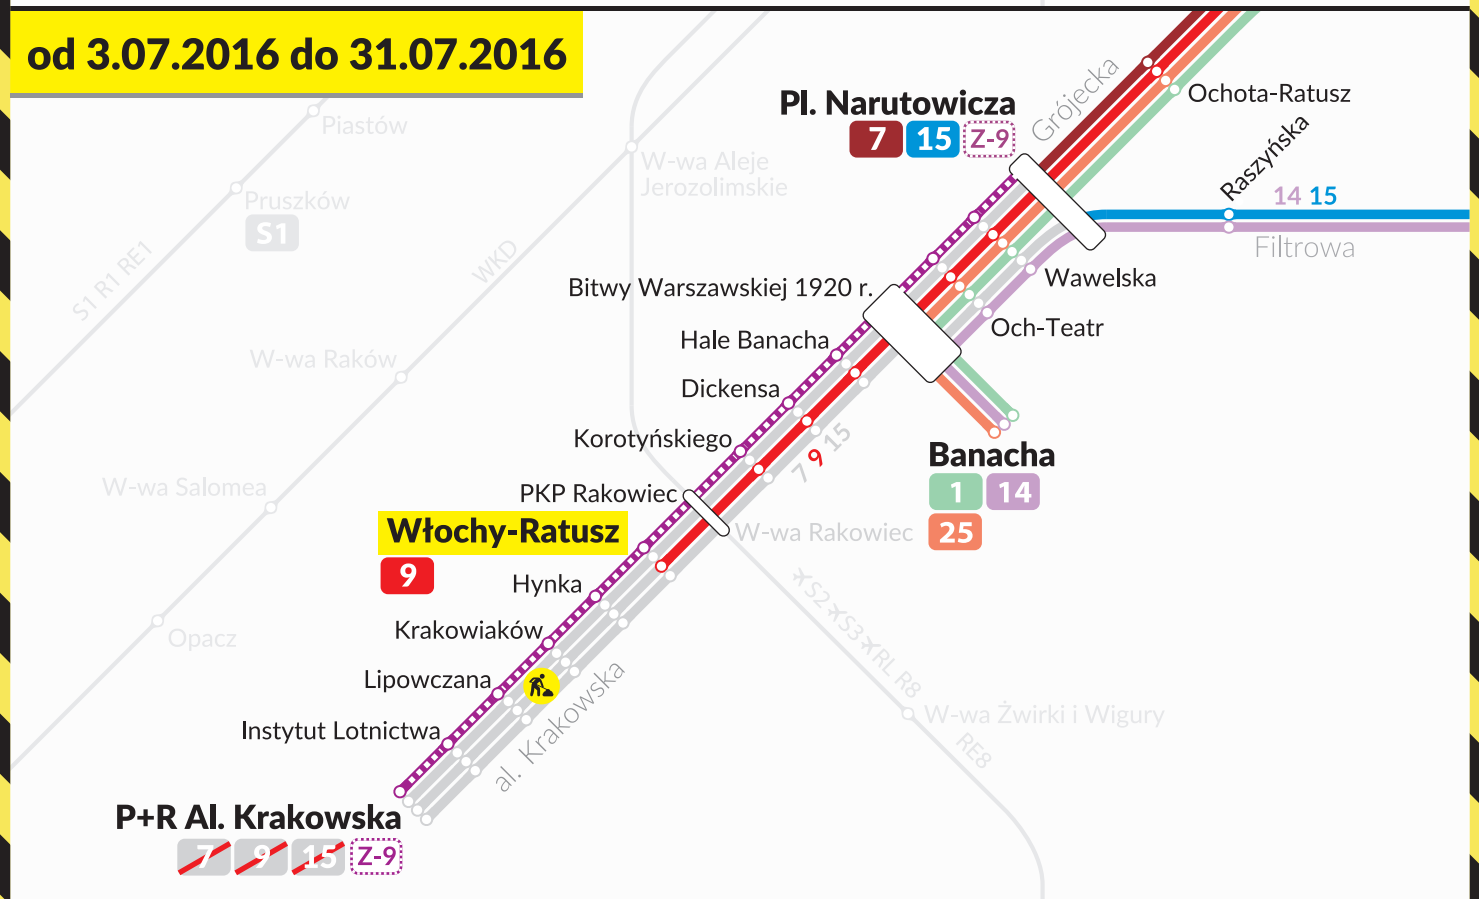 od 3.07.2016 do 31.07.2016
Piastów
Pruszków
S1
S1 R1 RE1
W-wa Aleje
Jerozolimskie
WKD
W-wa Raków
W-wa Salomea
Opacz
Pl. Narutowicza
7 15 Z-9
Grójecka
Ochota-Ratusz
Raszyńska
14 15
Filtrowa
Wawelska
Och-Teatr
Bitwy Warszawskiej 1920 r.
Hale Banacha
Dickensa
Korotyńskiego
7 9 15
PKP Rakowiec
W-wa Rakowiec
Banacha
1 14
25
Włochy-Ratusz
9
Hynka
Krakowiaków
Lipowczana
Instytut Lotnictwa
al. Krakowska
S2 S3 RL R8
W-wa Żwirki i Wigury
RE8
P+R Al. Krakowska
7 9 15 Z-9